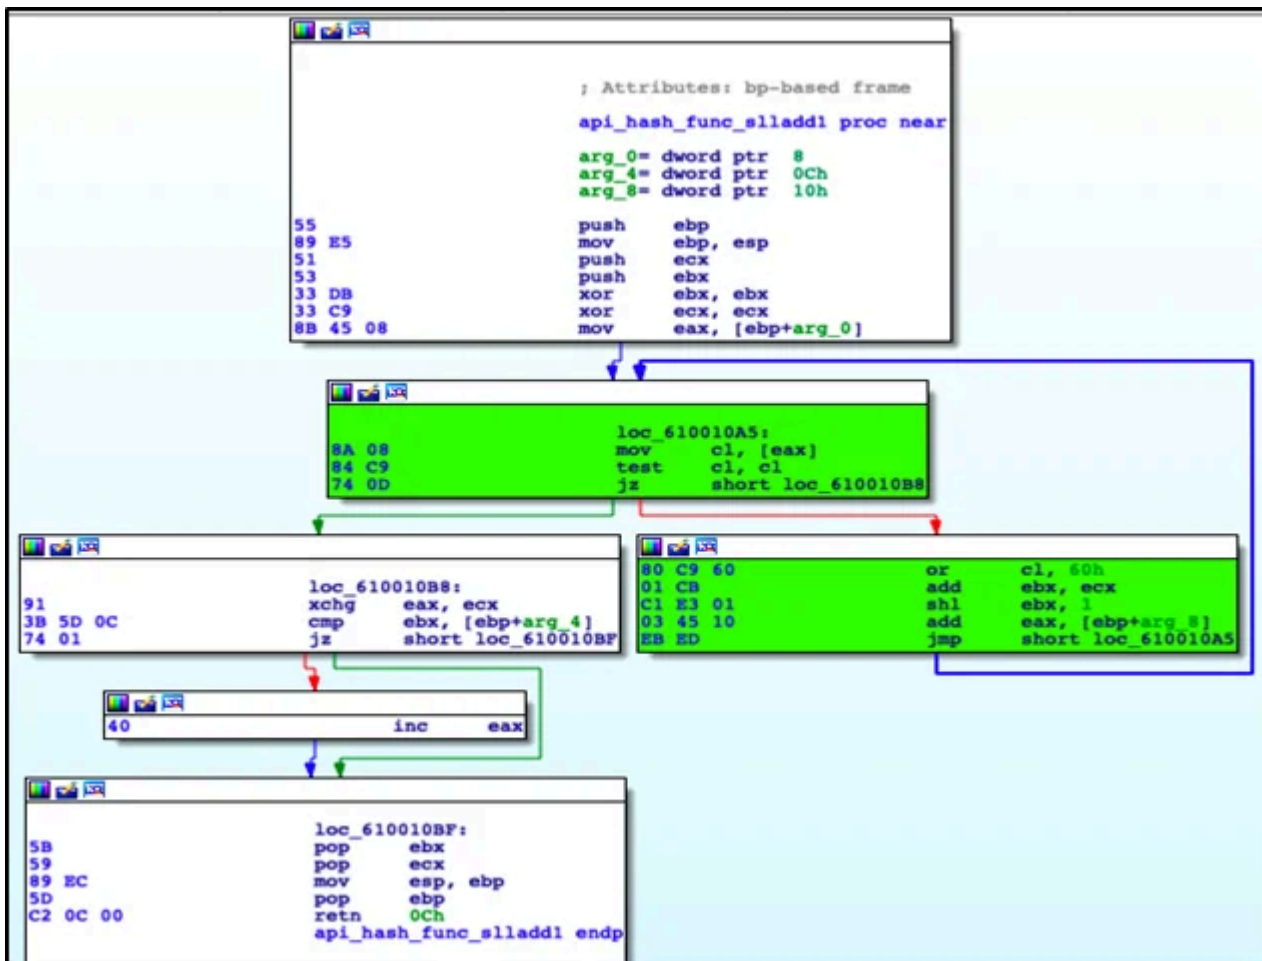 ; Attributes: bp-based frame
api_hash_func_slladd1 proc near
arg_0= dword ptr 8
arg_4= dword ptr 0Ch
arg_8= dword ptr 10h
55 push ebp
89 E5 mov ebp, esp
51 push ecx
53 push ebx
33 DB xor ebx, ebx
33 C9 xor ecx, ecx
8B 45 08 mov eax, [ebp+arg_0]
loc_610010A5:
8A 08 mov cl, [eax]
84 C9 test cl, cl
74 0D jz short loc_610010B8
loc_610010B8:
91 xchg eax, ecx
3B 5D 0C cmp ebx, [ebp+arg_4]
74 01 jz short loc_610010BF
80 C9 60 or cl, 60h
01 CB add ebx, ecx
C1 E3 01 shl ebx, 1
03 45 10 add eax, [ebp+arg_8]
EB ED jmp short loc_610010A5
40 inc eax
loc_610010BF:
5B pop ebx
59 pop ecx
89 EC mov esp, ebp
5D pop ebp
C2 0C 00 retn 0Ch
api_hash_func_slladd1 endp